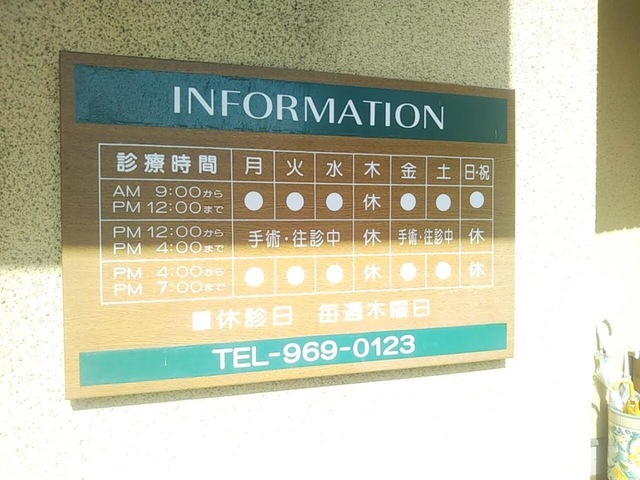 INFORMATION
診療時間 月 火 水 木 金 土 日・祝
AM 9:00から
PM 12:00まで ● ● ● 休 ● ● ●
PM 12:00から
PM 4:00まで 手術・往診中 休 手術・往診中 休
PM 4:00から
PM 7:00まで ● ● ● 休 ● ● 休
■休診日 毎週木曜日
TEL-969-0123